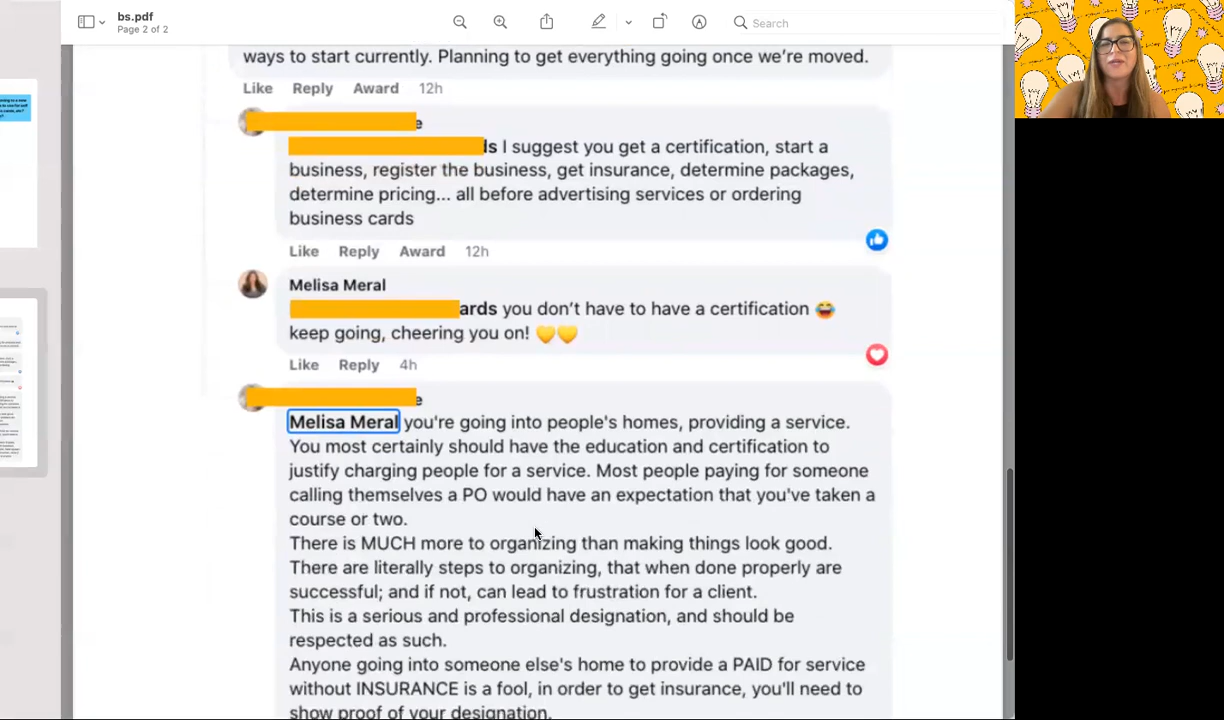 bs.pdf
Page 2 of 2
Search
ways to start currently. Planning to get everything going once we're moved.
Like Reply Award 12h
e
ds I suggest you get a certification, start a
business, register the business, get insurance, determine packages,
determine pricing... all before advertising services or ordering
business cards
Like Reply Award 12h
Melisa Meral
ards you don't have to have a certification 😂
keep going, cheering you on! 💛💛
Like Reply 4h
e
Melisa Meral you're going into people's homes, providing a service.
You most certainly should have the education and certification to
justify charging people for a service. Most people paying for someone
calling themselves a PO would have an expectation that you've taken a
course or two.
There is MUCH more to organizing than making things look good.
There are literally steps to organizing, that when done properly are
successful; and if not, can lead to frustration for a client.
This is a serious and professional designation, and should be
respected as such.
Anyone going into someone else's home to provide a PAID for service
without INSURANCE is a fool, in order to get insurance, you'll need to
show proof of your designation.